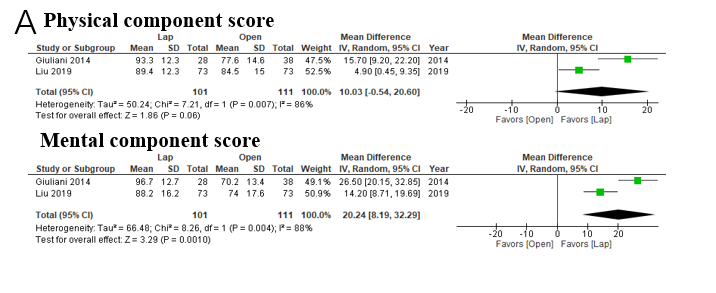 A Physical component score
Lap Open Mean Difference Mean Difference
Study or Subgroup Mean SD Total Mean SD Total Weight IV, Random, 95% CI Year IV, Random, 95% CI
Giuliani 2014 93.3 12.3 28 77.6 14.6 38 47.5% 15.70 [9.20, 22.20] 2014
Liu 2019 89.4 12.3 73 84.5 15 73 52.5% 4.90 [0.45, 9.35] 2019
Total (95% CI) 101 111 100.0% 10.03 [-0.54, 20.60]
Heterogeneity: Tau² = 50.24; Chi² = 7.21, df = 1 (P = 0.007); I² = 86%
Test for overall effect: Z = 1.86 (P = 0.06)
-20 -10 0 10 20
Favors [Open] Favors [Lap]
Mental component score
Lap Open Mean Difference Mean Difference
Study or Subgroup Mean SD Total Mean SD Total Weight IV, Random, 95% CI Year IV, Random, 95% CI
Giuliani 2014 96.7 12.7 28 70.2 13.4 38 49.1% 26.50 [20.15, 32.85] 2014
Liu 2019 88.2 16.2 73 74 17.6 73 50.9% 14.20 [8.71, 19.69] 2019
Total (95% CI) 101 111 100.0% 20.24 [8.19, 32.29]
Heterogeneity: Tau² = 66.48; Chi² = 8.26, df = 1 (P = 0.004); I² = 88%
Test for overall effect: Z = 3.29 (P = 0.0010)
-20 -10 0 10 20
Favors [Open] Favors [Lap]